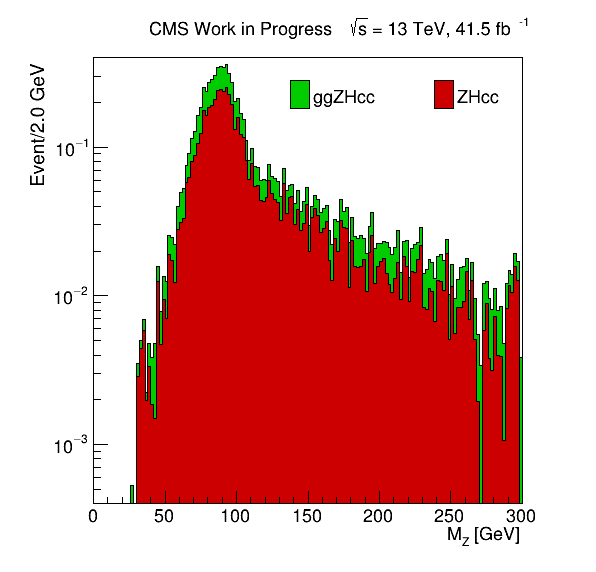 CMS Work in Progress √s = 13 TeV, 41.5 fb⁻¹
Event/2.0 GeV
ggZHcc ZHcc
10⁻¹
10⁻²
10⁻³
0 50 100 150 200 250 300
M_Z [GeV]